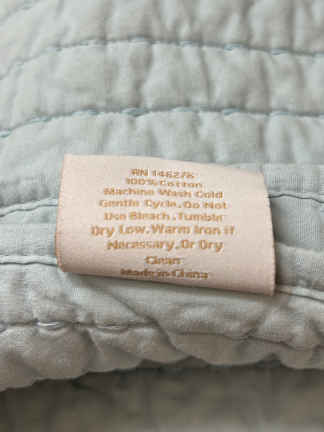 RN 146276
100% Cotton
Machine Wash Cold
Gentle Cycle. Do Not
Use Bleach. Tumble
Dry Low. Warm Iron if
Necessary. Or Dry
Clean
Made in China